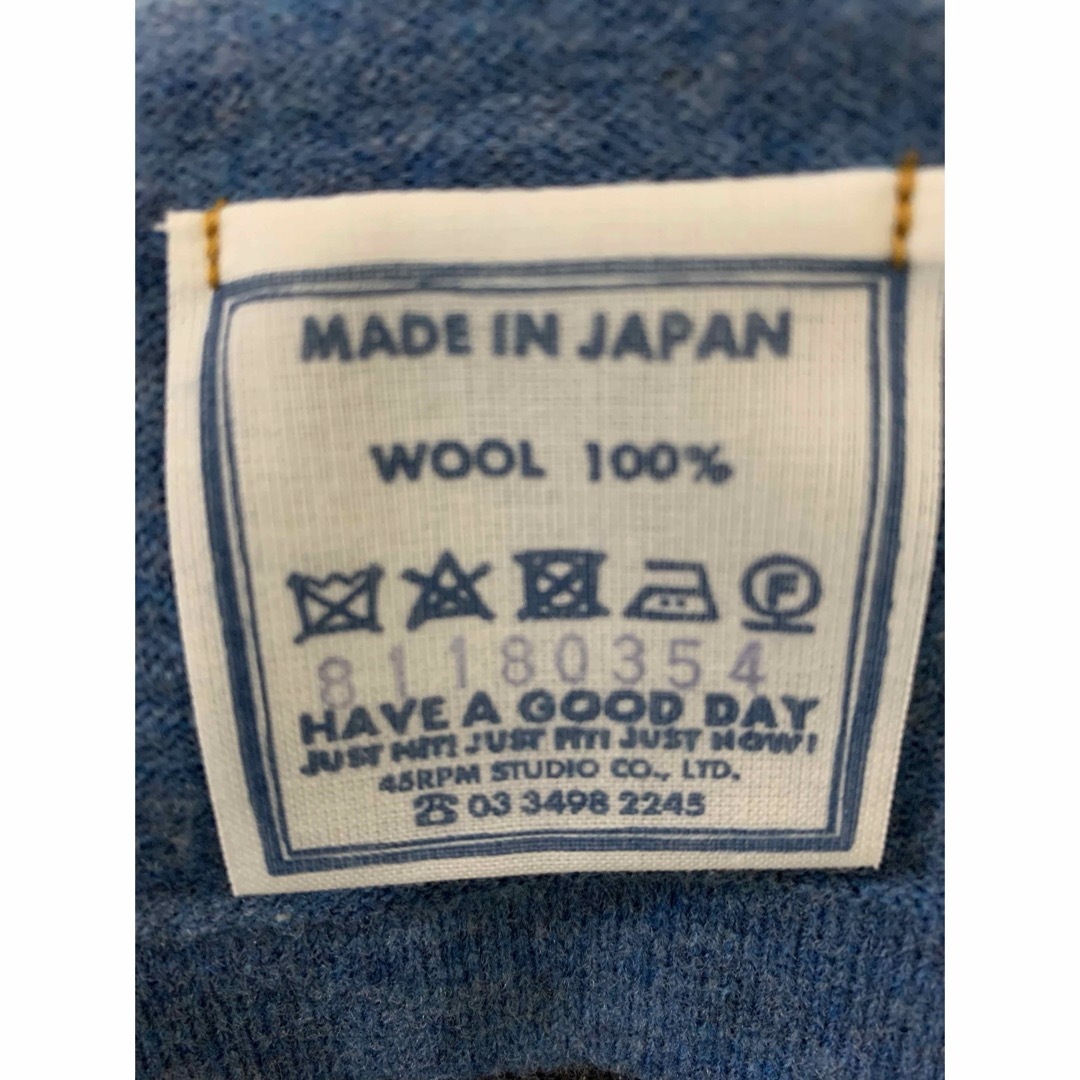 MADE IN JAPAN
WOOL 100%
F
81180354
HAVE A GOOD DAY
JUST HIT! JUST FIT! JUST NOW!
45RPM STUDIO CO., LTD.
☎ 03 3498 2245